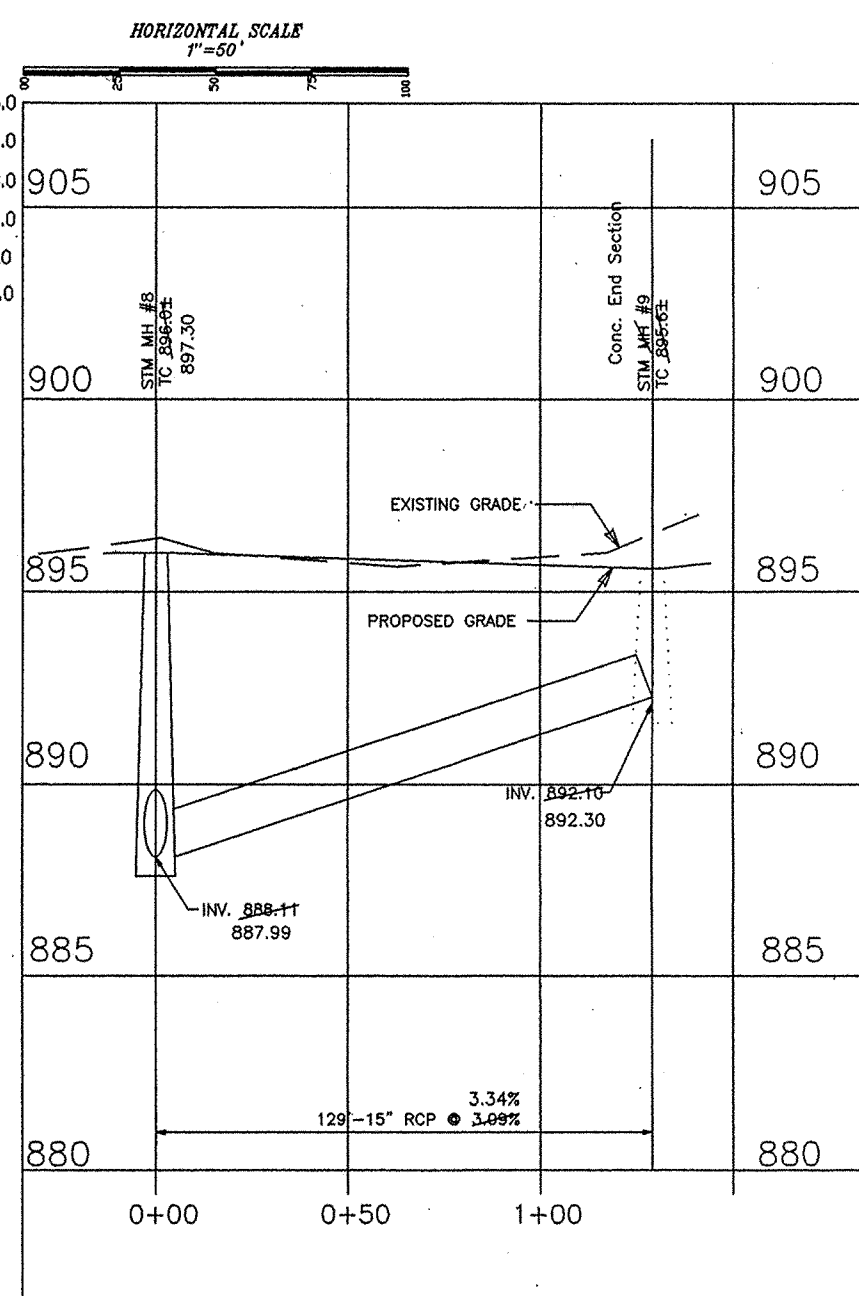 HORIZONTAL SCALE
1"=50'
00 25 50 75 100
905 905
Conc. End Section
STM MH #8
TC 896.01±
897.30
STM MH #9
TC 895.61±
900 900
EXISTING GRADE
895 895
PROPOSED GRADE
890 890
INV. 892.10
892.30
INV. 888.11
887.99
885 885
3.34%
129'-15" RCP @ 3.09%
880 880
0+00 0+50 1+00